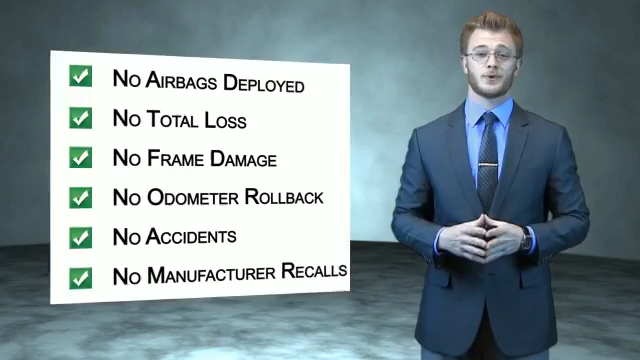 No Airbags Deployed
No Total Loss
No Frame Damage
No Odometer Rollback
No Accidents
No Manufacturer Recalls